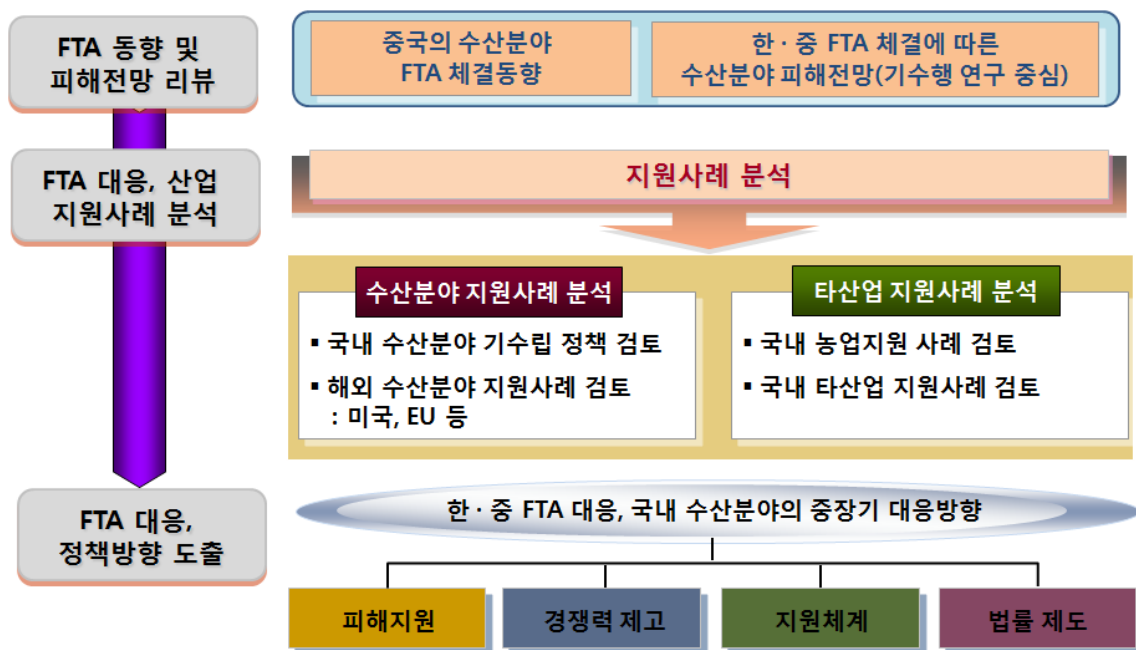 FTA 동향 및
피해전망 리뷰
중국의 수산분야
FTA 체결동향
한 · 중 FTA 체결에 따른
수산분야 피해전망(기수행 연구 중심)
FTA 대응, 산업
지원사례 분석
지원사례 분석
수산분야 지원사례 분석
▪ 국내 수산분야 기수립 정책 검토
▪ 해외 수산분야 지원사례 검토
: 미국, EU 등
타산업 지원사례 분석
▪ 국내 농업지원 사례 검토
▪ 국내 타산업 지원사례 검토
FTA 대응,
정책방향 도출
한 · 중 FTA 대응, 국내 수산분야의 중장기 대응방향
피해지원
경쟁력 제고
지원체계
법률 제도